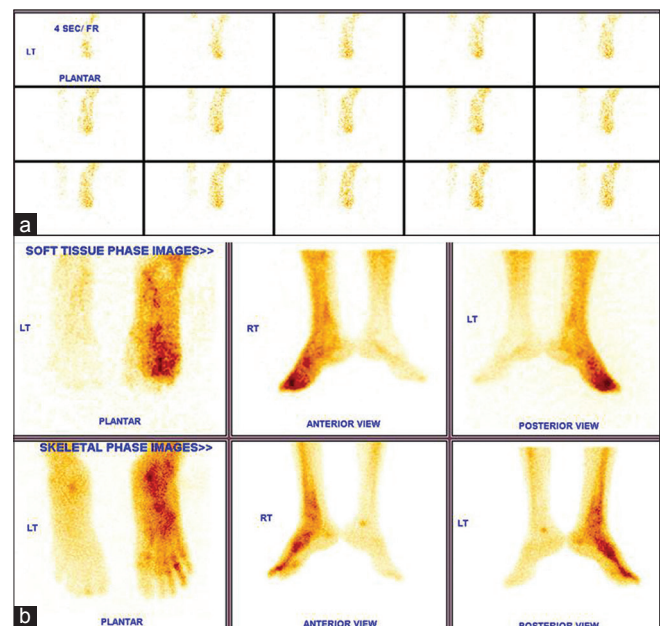 4 SEC/ FR
LT
PLANTAR
a
SOFT TISSUE PHASE IMAGES>>
LT
RT
LT
PLANTAR
ANTERIOR VIEW
POSTERIOR VIEW
SKELETAL PHASE IMAGES>>
LT
RT
LT
b
PLANTAR
ANTERIOR VIEW
POSTERIOR VIEW